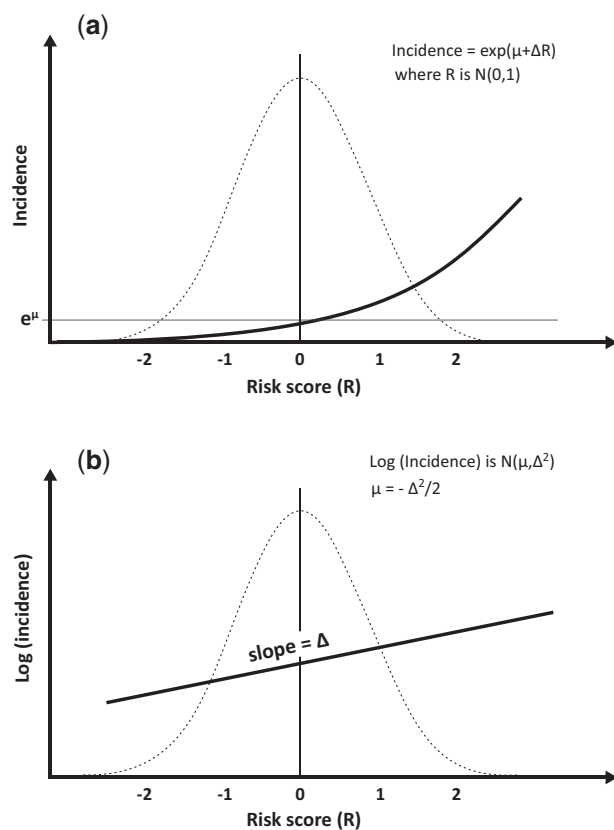 (a)
Incidence = exp(μ+ΔR)
where R is N(0,1)
Incidence
e^μ
-2 -1 0 1 2
Risk score (R)
(b)
Log (Incidence) is N(μ,Δ²)
μ = - Δ²/2
Log (incidence)
slope = Δ
-2 -1 0 1 2
Risk score (R)